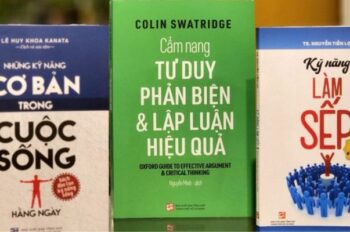 LÊ HUY KHOA KANATA
NHỮNG KỸ NĂNG
CƠ BẢN
TRONG
CUỘC
SỐNG
HÀNG NGÀY
COLIN SWATRIDGE
Cẩm nang
TƯ DUY
PHẢN BIỆN
& LẬP LUẬN
HIỆU QUẢ
OXFORD GUIDE TO EFFECTIVE ARGUMENT
& CRITICAL THINKING
TS. NGUYỄN TIẾN
Kỹ năng
LÀM
SẾP